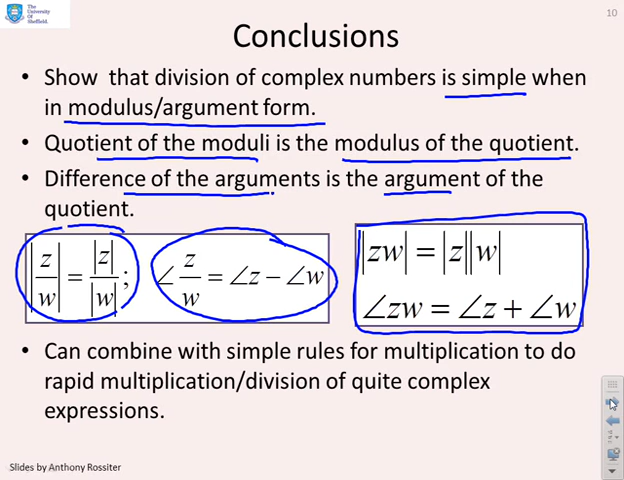 The
University
Of
Sheffield.
10
Conclusions
• Show that division of complex numbers is simple when
in modulus/argument form.
• Quotient of the moduli is the modulus of the quotient.
• Difference of the arguments is the argument of the
quotient.
|z/w| = |z|/|w| ; ∠z/w = ∠z − ∠w
|zw| = |z||w|
∠zw = ∠z + ∠w
• Can combine with simple rules for multiplication to do
rapid multiplication/division of quite complex
expressions.
Slides by Anthony Rossiter